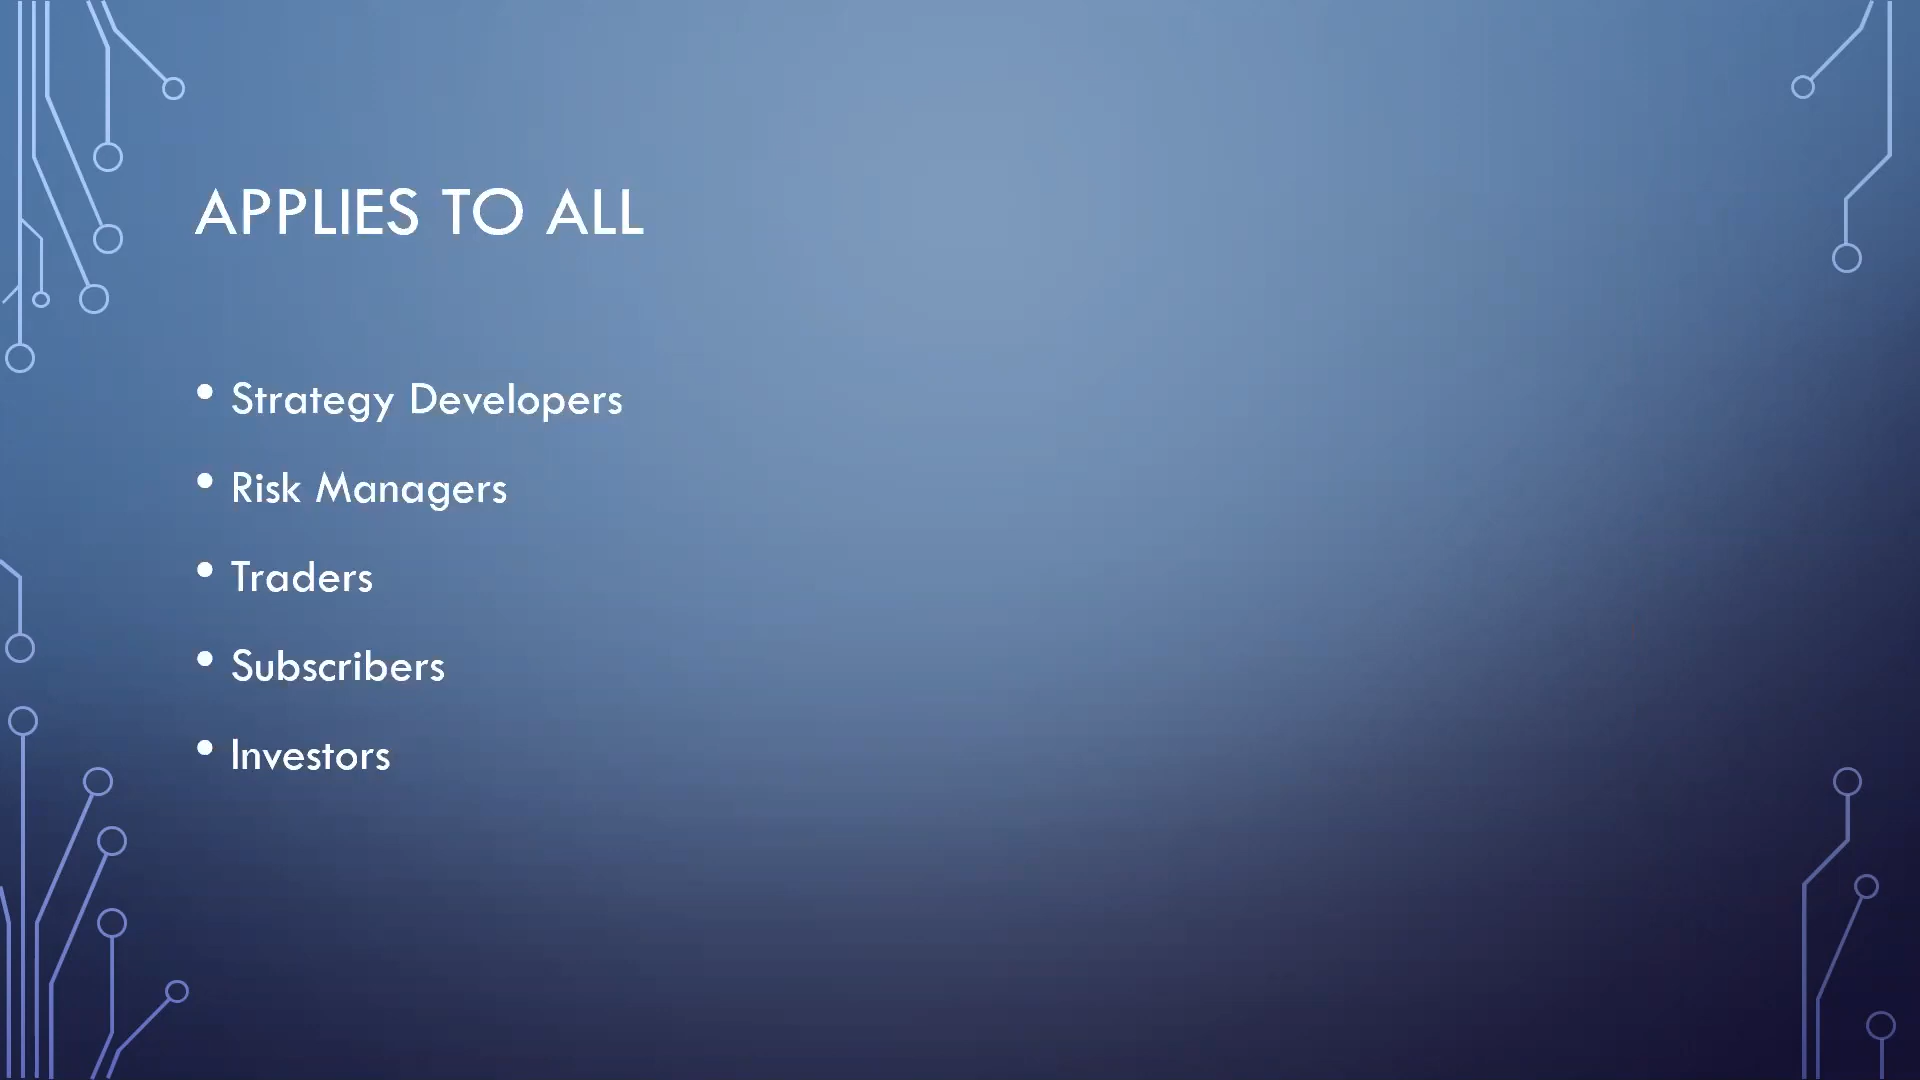 APPLIES TO ALL
• Strategy Developers
• Risk Managers
• Traders
• Subscribers
• Investors